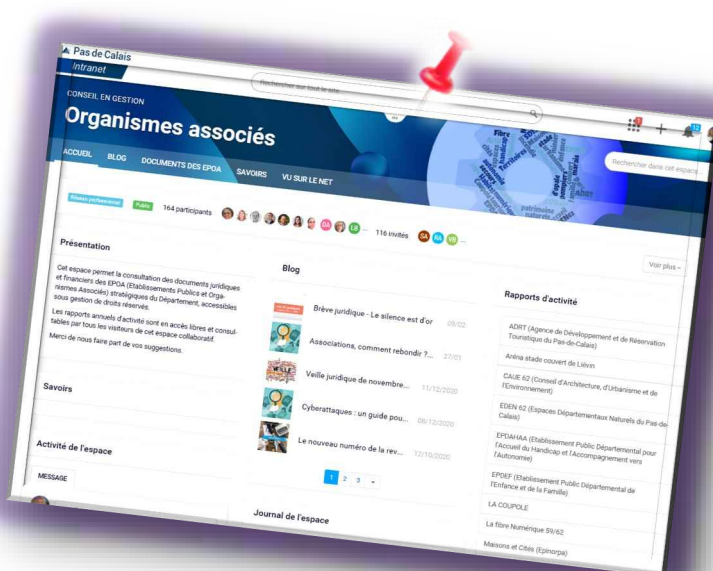 Pas de Calais
Intranet
Rechercher sur tout le site
12
CONSEIL EN GESTION
Organismes associés
Rechercher dans cet espace...
ACCUEIL BLOG DOCUMENTS DES EPOA SAVOIRS VU SUR LE NET
Public 164 participants LB 116 invités SA RA VB
Voir plus
Présentation
Cet espace permet la consultation des documents juridiques
et financiers des EPOA (Etablissements Publics et Orga-
nismes Associés) stratégiques du Département, accessibles
sous gestion de droits réservés.
Les rapports annuels d'activité sont en accès libres et consul-
tables par tous les visiteurs de cet espace collaboratif.
Merci de nous faire part de vos suggestions.
Savoirs
Activité de l'espace
MESSAGE
Blog
Brève juridique - Le silence est d'or 09/02
Associations, comment rebondir ?... 27/01
Veille juridique de novembre... 11/12/2020
Cyberattaques : un guide pou... 08/12/2020
Le nouveau numéro de la rev... 12/10/2020
1 2 3
Journal de l'espace
Rapports d'activité
ADRT (Agence de Développement et de Réservation
Touristique du Pas-de-Calais)
Aréna stade couvert de Liévin
CAUE 62 (Conseil d'Architecture, d'Urbanisme et de
l'Environnement)
EDEN 62 (Espaces Départementaux Naturels du Pas-de-
Calais)
EPDAHAA (Etablissement Public Départemental pour
l'Accueil du Handicap et l'Accompagnement vers
l'Autonomie)
EPDEF (Etablissement Public Départemental de
l'Enfance et de la Famille)
LA COUPOLE
La fibre Numérique 59/62
Maisons et Cités (Epinorpa)